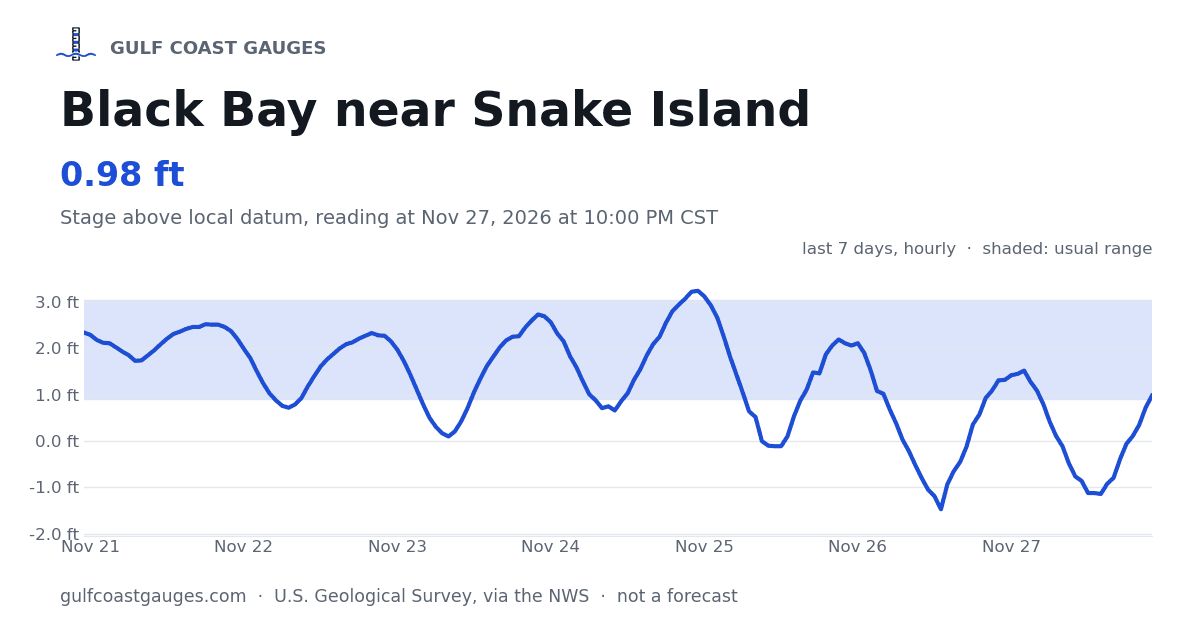 GULF COAST GAUGES
Black Bay near Snake Island
0.98 ft
Stage above local datum, reading at Nov 27, 2026 at 10:00 PM CST
last 7 days, hourly · shaded: usual range
3.0 ft
2.0 ft
1.0 ft
0.0 ft
-1.0 ft
-2.0 ft
Nov 21 Nov 22 Nov 23 Nov 24 Nov 25 Nov 26 Nov 27
gulfcoastgauges.com · U.S. Geological Survey, via the NWS · not a forecast